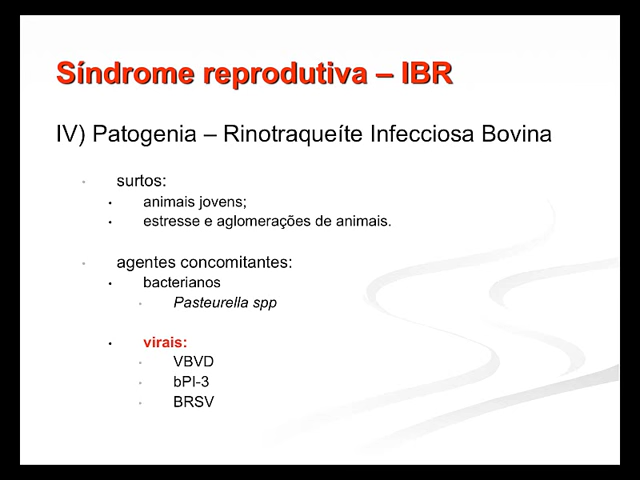 Síndrome reprodutiva – IBR
IV) Patogenia – Rinotraqueíte Infecciosa Bovina
surtos:
animais jovens;
estresse e aglomerações de animais.
agentes concomitantes:
bacterianos
Pasteurella spp
virais:
VBVD
bPI-3
BRSV